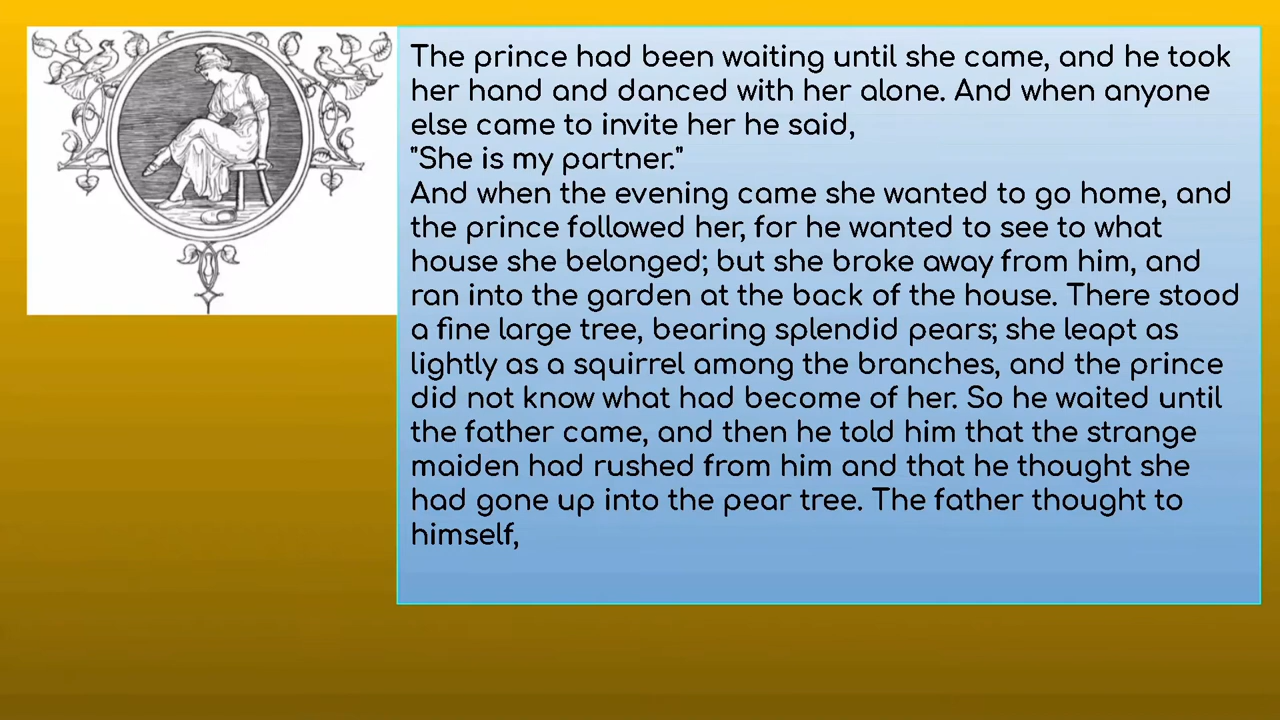 The prince had been waiting until she came, and he took
her hand and danced with her alone. And when anyone
else came to invite her he said,
"She is my partner."
And when the evening came she wanted to go home, and
the prince followed her, for he wanted to see to what
house she belonged; but she broke away from him, and
ran into the garden at the back of the house. There stood
a fine large tree, bearing splendid pears; she leapt as
lightly as a squirrel among the branches, and the prince
did not know what had become of her. So he waited until
the father came, and then he told him that the strange
maiden had rushed from him and that he thought she
had gone up into the pear tree. The father thought to
himself,